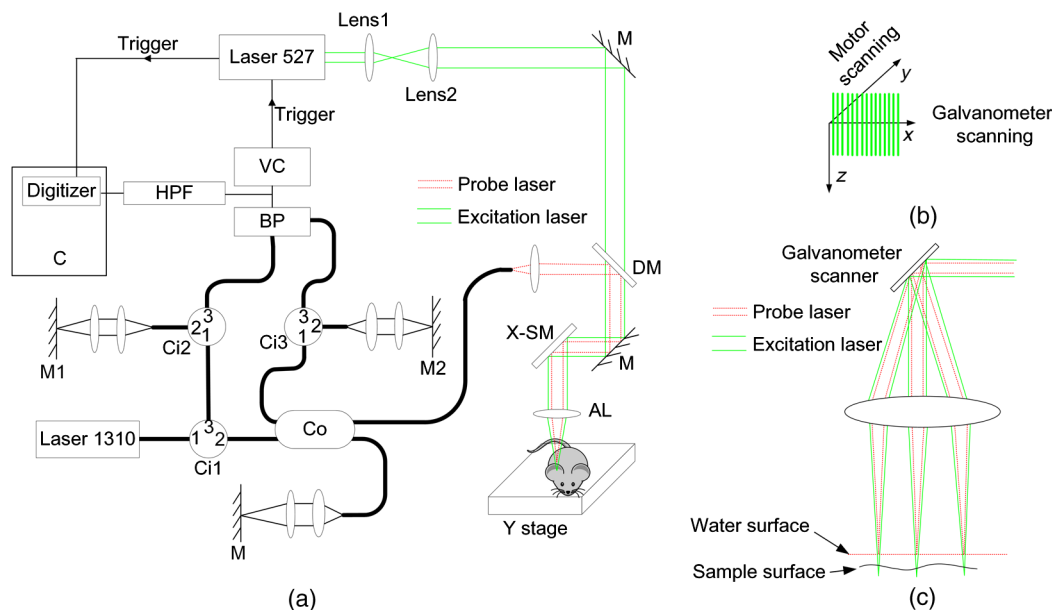 Lens1
M
Trigger
Laser 527
Lens2
Trigger
VC
Digitizer
HPF
BP
C
Probe laser
Excitation laser
DM
3
2
1
Ci2
M1
3
2
1
Ci3
M2
X-SM
M
AL
Laser 1310
1
3
2
Ci1
Co
M
Y stage
(a)
Motor
scanning
y
x
Galvanometer
scanning
z
(b)
Galvanometer
scanner
Probe laser
Excitation laser
Water surface
Sample surface
(c)